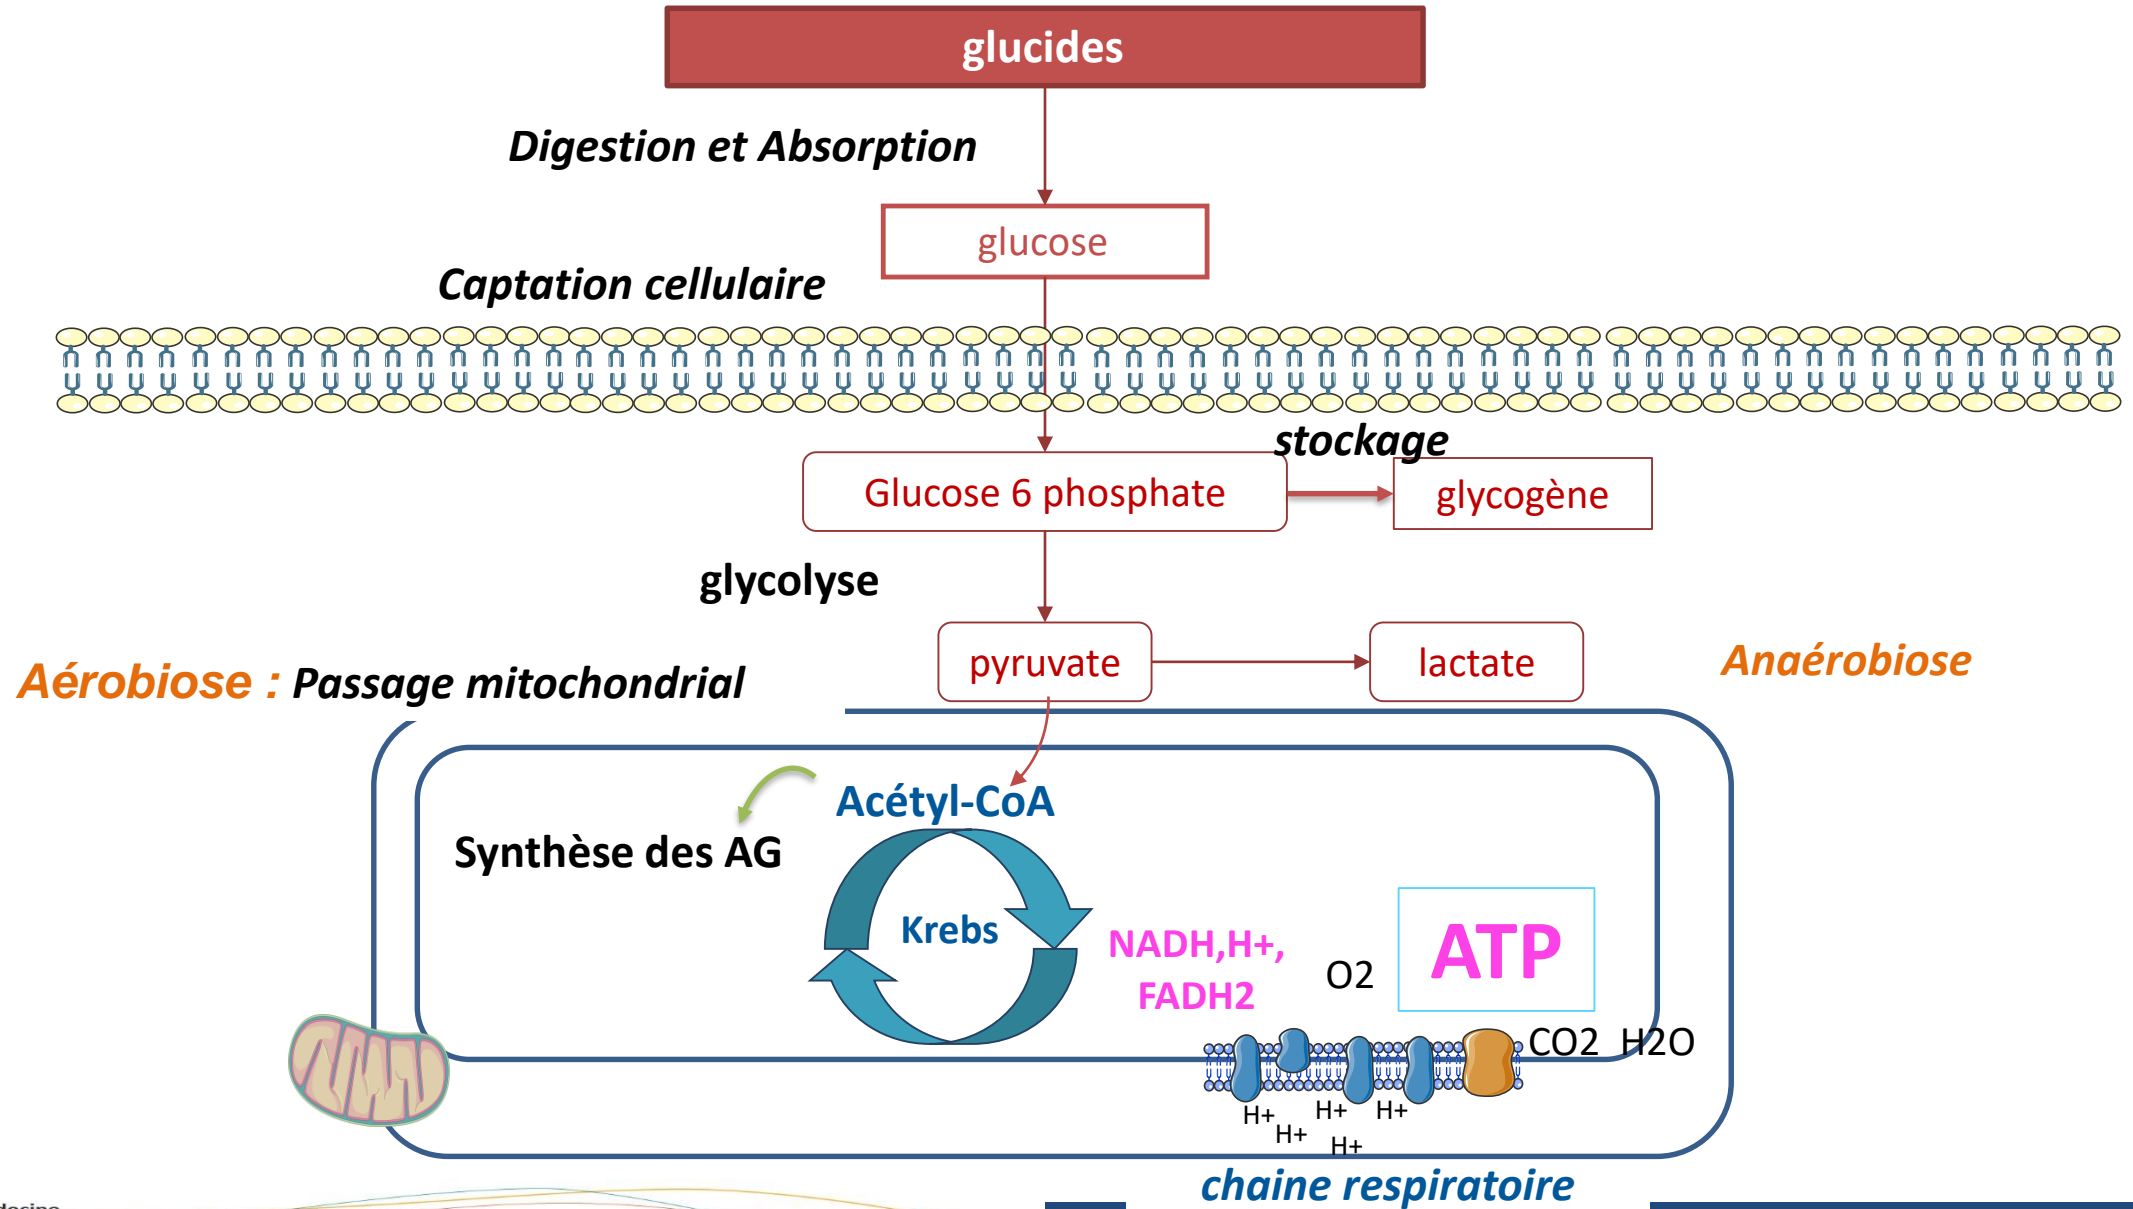 glucides
Digestion et Absorption
glucose
Captation cellulaire
stockage
Glucose 6 phosphate
glycogène
glycolyse
pyruvate
lactate
Anaérobiose
Aérobiose : Passage mitochondrial
Acétyl-CoA
Synthèse des AG
Krebs
NADH,H+,
FADH2
O2
ATP
CO2 H2O
H+
H+
H+
H+
H+
chaine respiratoire